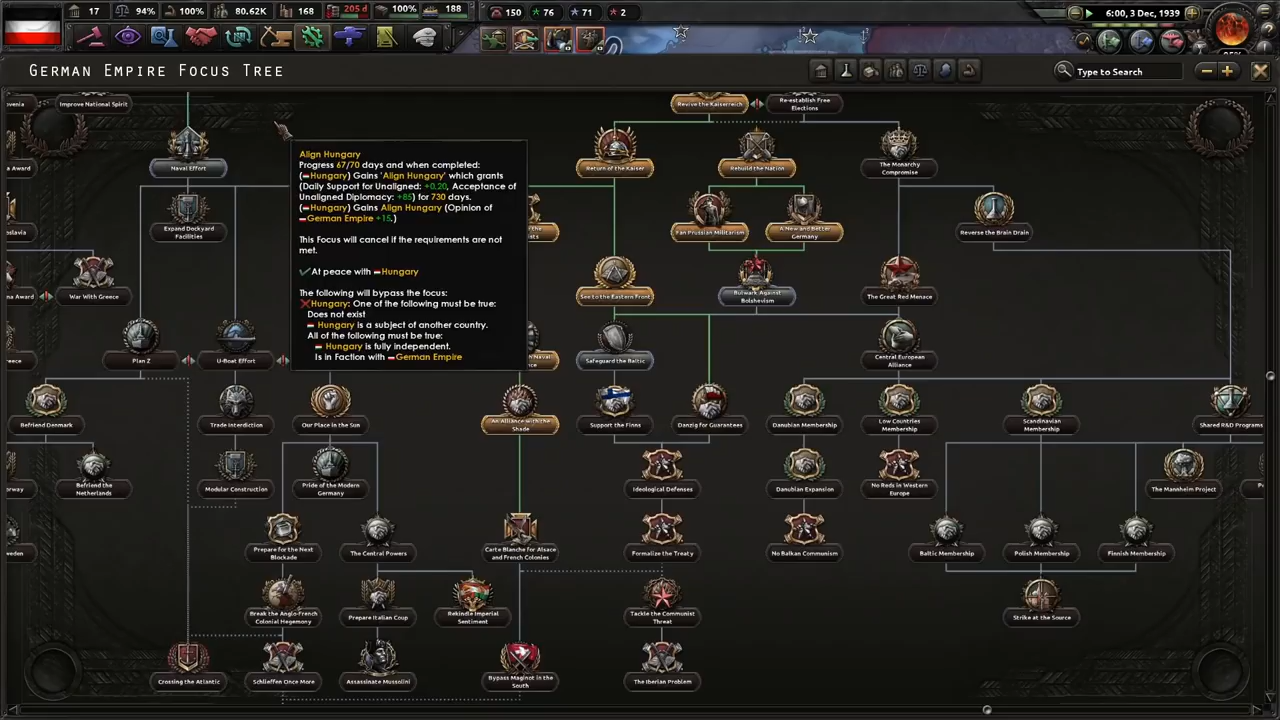 17
94%
100%
80.62K
168
205 d
100%
188
150
76
71
2
6:00, 3 Dec, 1939
German Empire Focus Tree
Type to Search
Improve National Spirit
Revive the Kaiserreich
Re-establish Free
Elections
Naval Effort
Return of the Kaiser
Rebuild the Nation
The Monarchy
Compromise
Align Hungary
Progress 67/70 days and when completed:
(Hungary) Gains 'Align Hungary' which grants
(Daily Support for Unaligned: +0.20, Acceptance of
Unaligned Diplomacy: +85) for 730 days.
(Hungary) Gains Align Hungary (Opinion of
German Empire +15.)
This Focus will cancel if the requirements are not
met.
At peace with Hungary
The following will bypass the focus:
Hungary: One of the following must be true:
Does not exist
Hungary is a subject of another country.
All of the following must be true:
Hungary is fully independent.
Is in Faction with German Empire
Expand Dockyard
Facilities
Pan Prussian Militarism
A New and Better
Germany
Reverse the Brain Drain
War With Greece
See to the Eastern Front
Bulwark Against
Bolshevism
The Great Red Menace
Plan Z
U-Boat Effort
Safeguard the Baltic
Central European
Alliance
Befriend Denmark
Trade Interdiction
Our Place in the Sun
An Alliance with the
Shade
Support the Finns
Danzig for Guarantees
Danubian Membership
Low Countries
Membership
Scandinavian
Membership
Shared R&D Programs
Befriend the
Netherlands
Modular Construction
Pride of the Modern
Germany
Ideological Defenses
Danubian Expansion
No Reds in Western
Europe
The Mannheim Project
Prepare for the Next
Blockade
The Central Powers
Carte Blanche for Alsace
and French Colonies
Formalize the Treaty
No Balkan Communism
Baltic Membership
Polish Membership
Finnish Membership
Break the Anglo-French
Colonial Hegemony
Prepare Italian Coup
Rekindle Imperial
Sentiment
Tackle the Communist
Threat
Strike at the Source
Crossing the Atlantic
Schlieffen Once More
Assassinate Mussolini
Bypass Maginot in the
South
The Iberian Problem